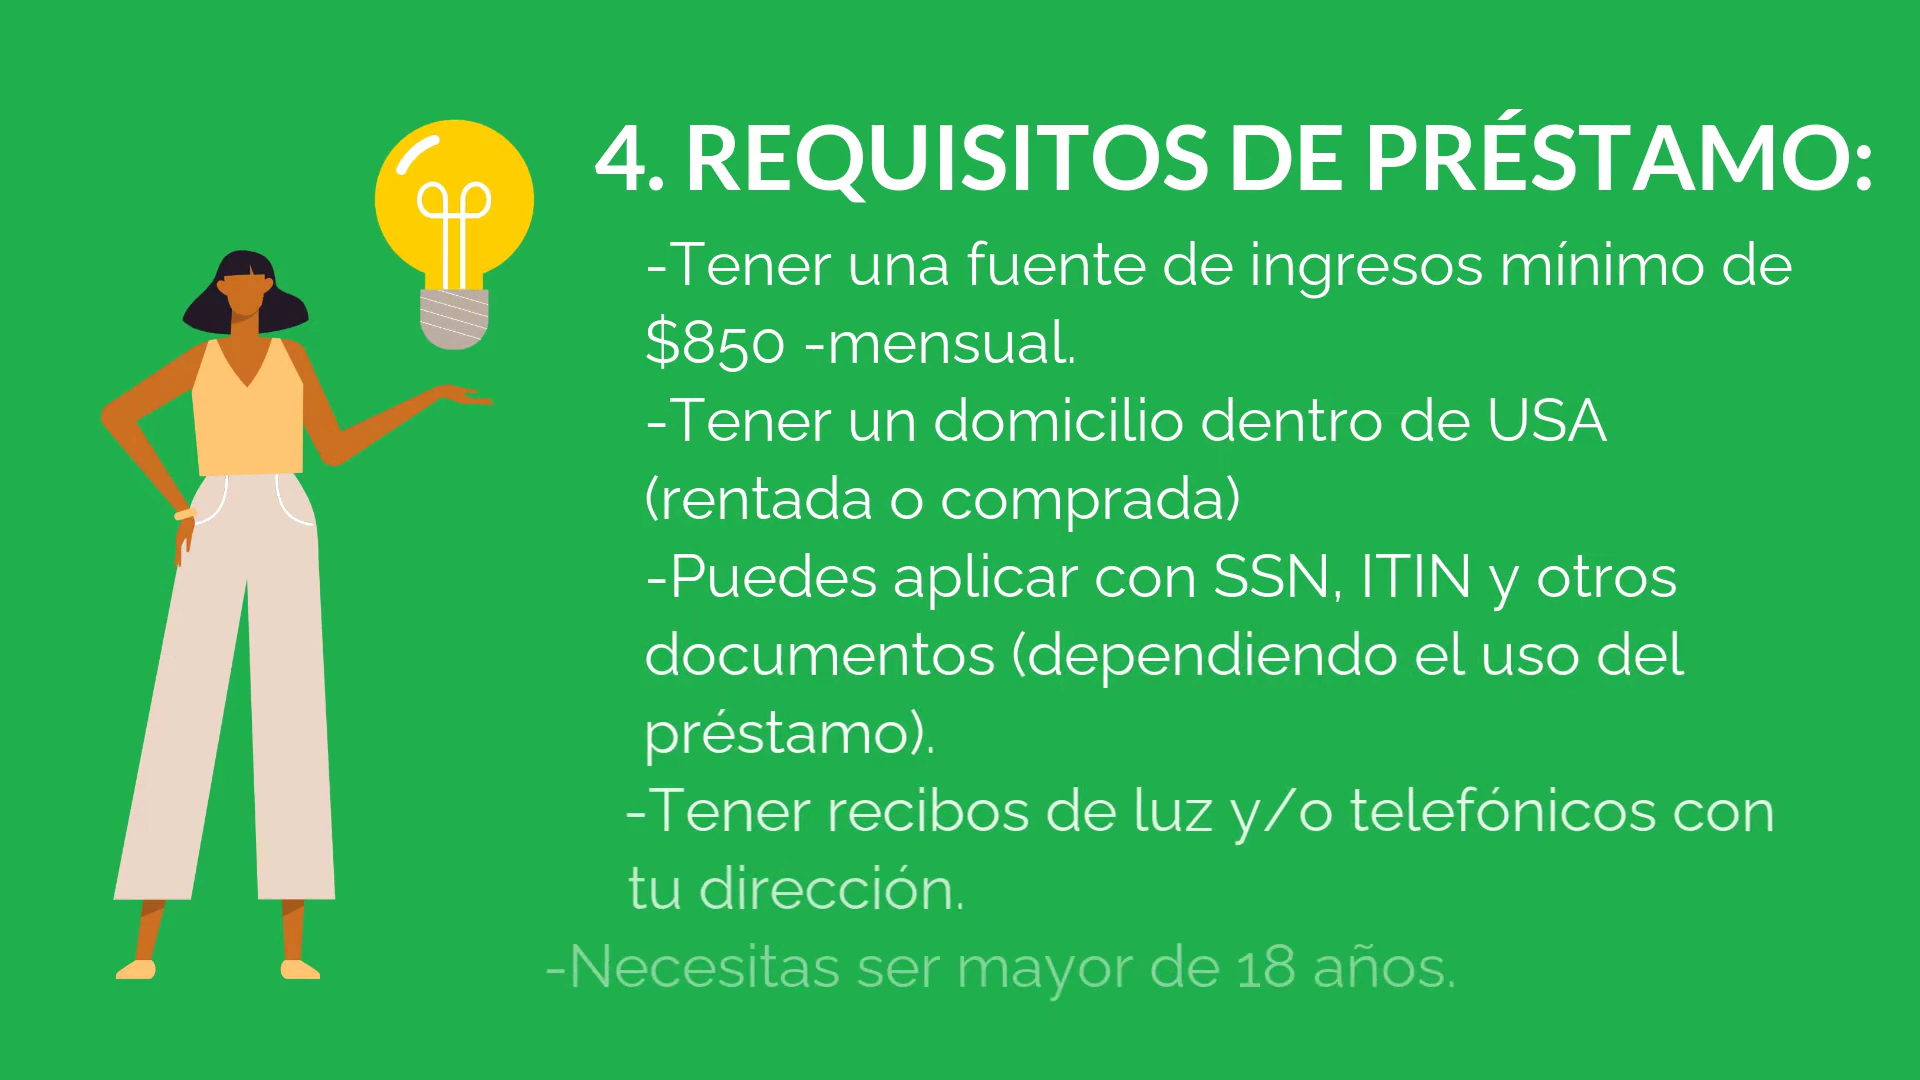 4. REQUISITOS DE PRÉSTAMO:
-Tener una fuente de ingresos mínimo de
$850 -mensual.
-Tener un domicilio dentro de USA
(rentada o comprada)
-Puedes aplicar con SSN, ITIN y otros
documentos (dependiendo el uso del
préstamo).
-Tener recibos de luz y/o telefónicos con
tu dirección.
-Necesitas ser mayor de 18 años.